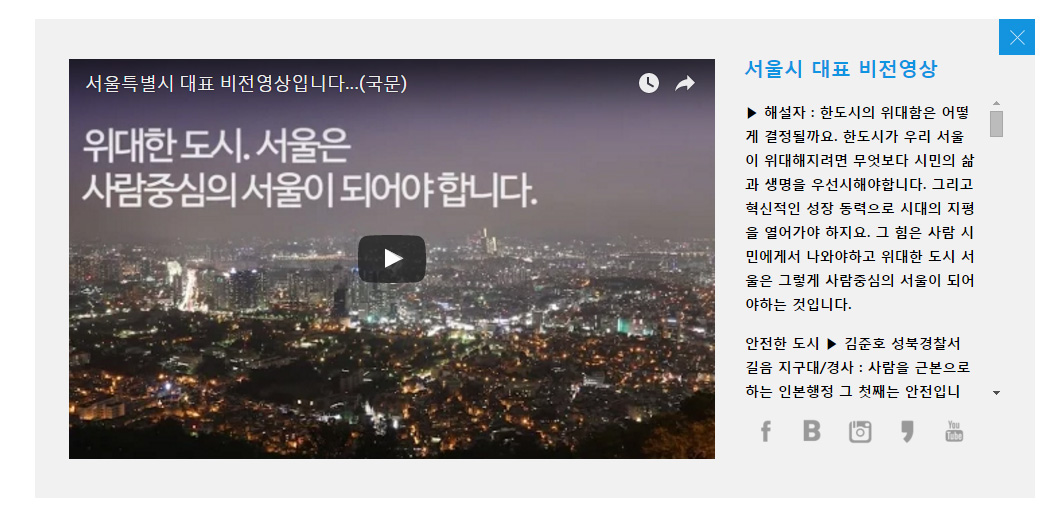 서울특별시 대표 비전영상입니다...(국문)
위대한 도시. 서울은
사람중심의 서울이 되어야 합니다.
서울시 대표 비전영상
▶ 해설자 : 한도시의 위대함은 어떻
게 결정될까요. 한도시가 우리 서울
이 위대해지려면 무엇보다 시민의 삶
과 생명을 우선시해야합니다. 그리고
혁신적인 성장 동력으로 시대의 지평
을 열어가야 하지요. 그 힘은 사람 시
민에게서 나와야하고 위대한 도시 서
울은 그렇게 사람중심의 서울이 되어
야하는 것입니다.
안전한 도시 ▶ 김준호 성북경찰서
길음 지구대/경사 : 사람을 근본으로
하는 인본행정 그 첫째는 안전입니
f B You Tube